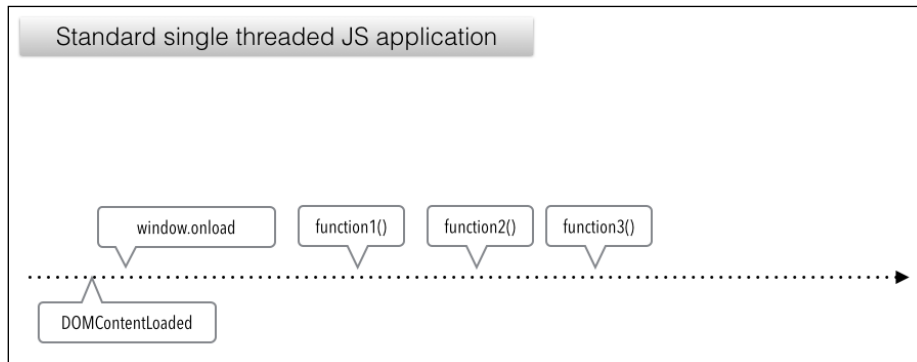 Standard single threaded JS application
window.onload
function1()
function2()
function3()
DOMContentLoaded